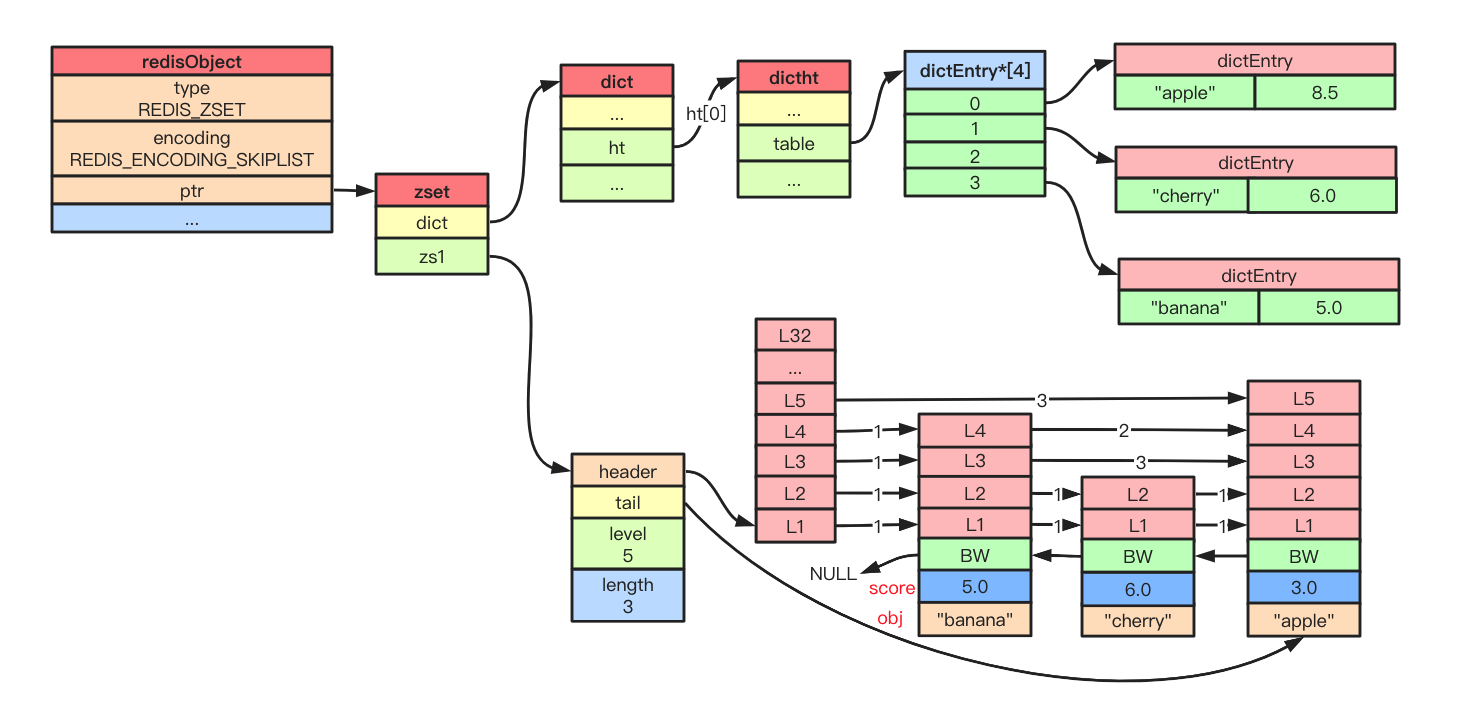 redisObject
type
REDIS_ZSET
encoding
REDIS_ENCODING_SKIPLIST
ptr
...
zset
dict
zs1
dict
...
ht
...
ht[0]
dictht
...
table
...
dictEntry*[4]
0
1
2
3
dictEntry
"apple" 8.5
dictEntry
"cherry" 6.0
dictEntry
"banana" 5.0
header
tail
level
5
length
3
L32
...
L5 3 L5
L4 1 L4 2 L4
L3 1 L3 3 L3
L2 1 L2 1 L2 1 L2
L1 1 L1 1 L1 1 L1
BW BW BW
NULL
score 5.0 6.0 3.0
obj "banana" "cherry" "apple"